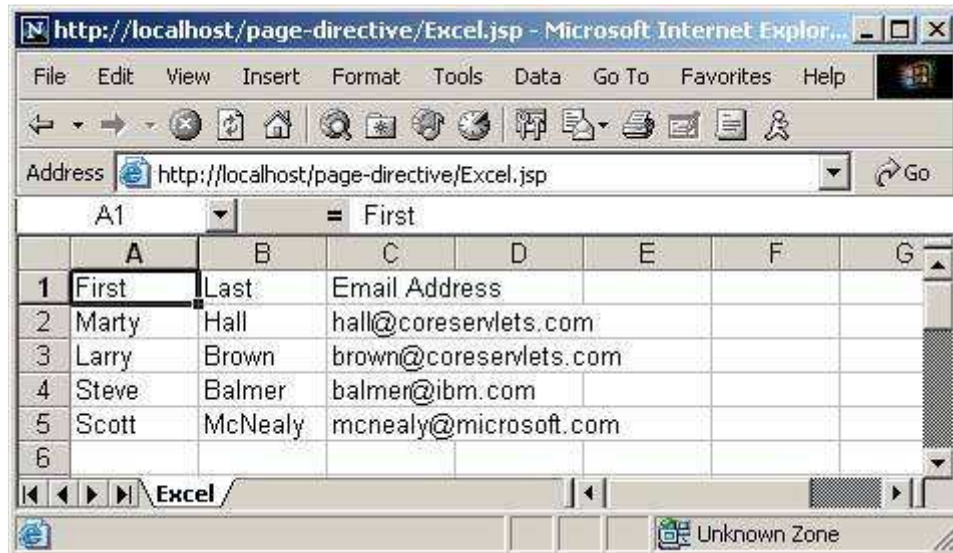 http://localhost/page-directive/Excel.jsp - Microsoft Internet Explor...
File Edit View Insert Format Tools Data Go To Favorites Help
Address http://localhost/page-directive/Excel.jsp Go
A1 = First
A B C D E F G
1 First Last Email Address
2 Marty Hall hall@coreservlets.com
3 Larry Brown brown@coreservlets.com
4 Steve Balmer balmer@ibm.com
5 Scott McNealy mcnealy@microsoft.com
6
Excel
Unknown Zone